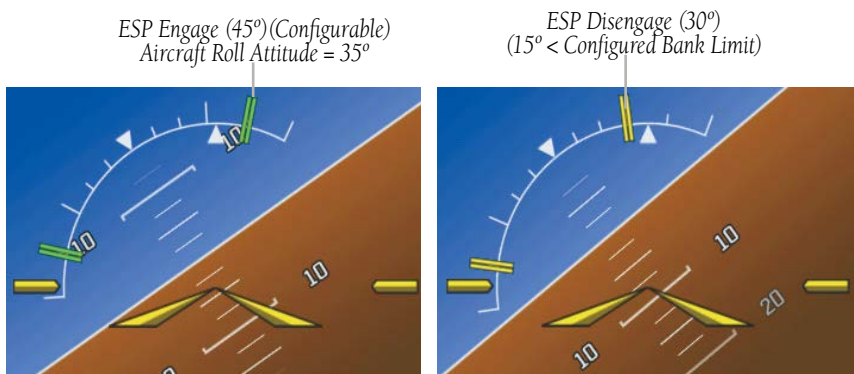 ESP Engage (45º)(Configurable)
Aircraft Roll Attitude = 35º
ESP Disengage (30º)
(15º < Configured Bank Limit)
10
10
10
10
10
20
10